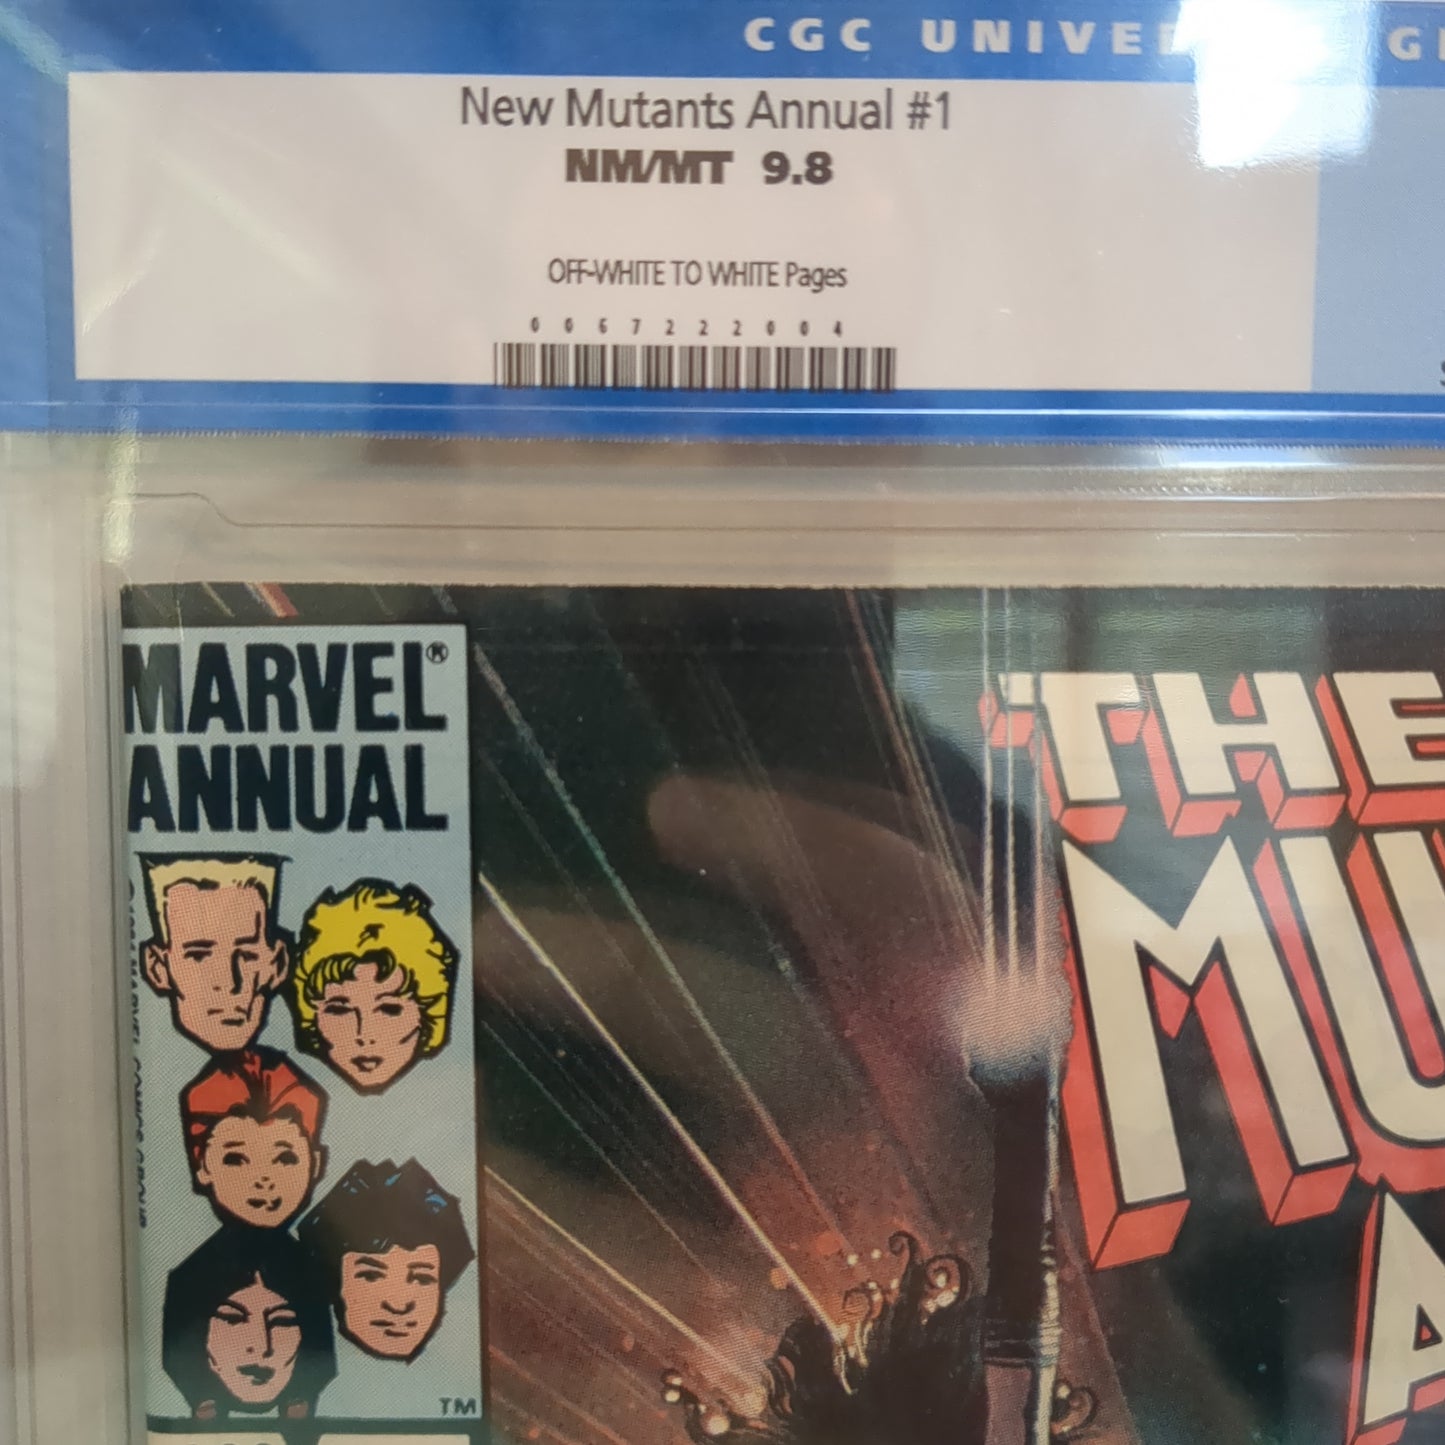 CGC UNIVE
New Mutants Annual #1
NM/MT 9.8
OFF-WHITE TO WHITE Pages
0067222004
MARVEL®
ANNUAL
THE
MU
A
TM